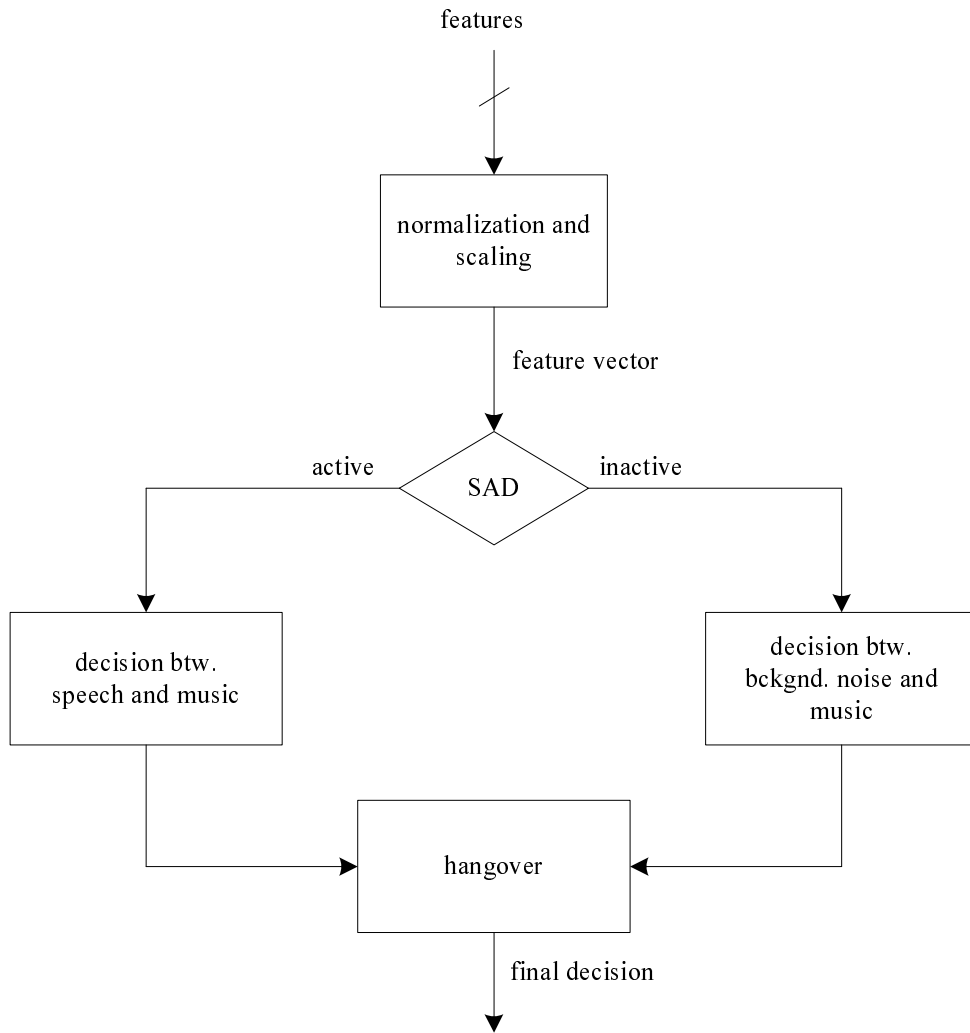 features
normalization and
scaling
feature vector
active
inactive
SAD
decision btw.
speech and music
decision btw.
bckgnd. noise and
music
hangover
final decision